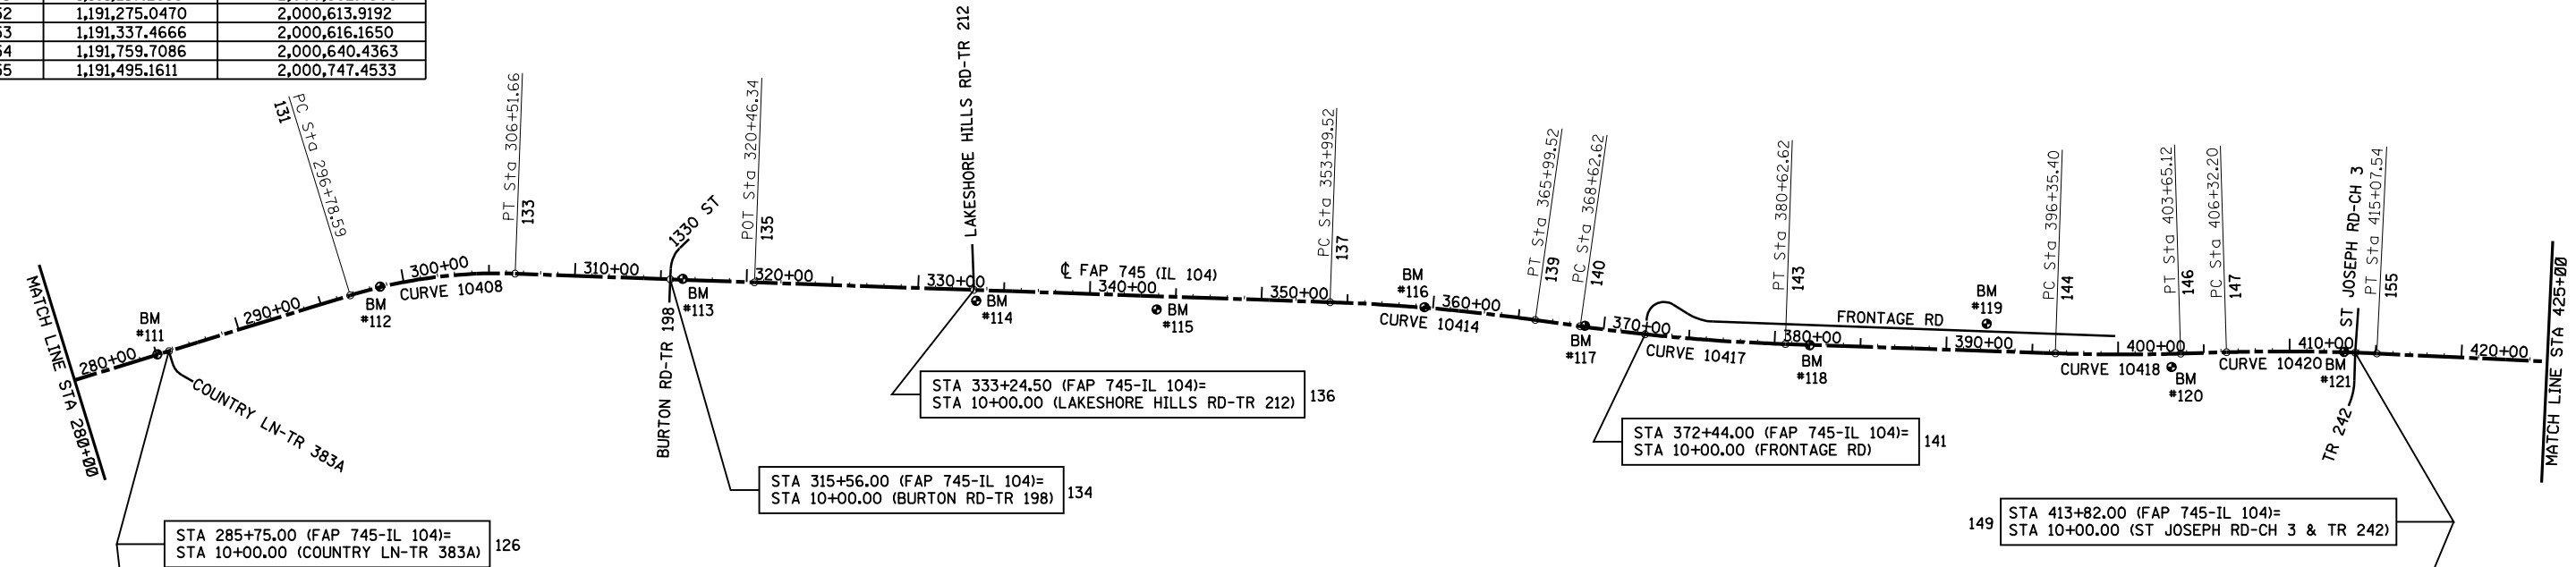 52 1,191,275.0470 2,000,613.9192
53 1,191,337.4666 2,000,616.1650
54 1,191,759.7086 2,000,640.4363
55 1,191,495.1611 2,000,747.4533
MATCH LINE STA 280+00
280+00
BM
#111
COUNTRY LN-TR 383A
290+00
PC Sta 296+78.59
131
BM
#112
300+00
CURVE 10408
PT Sta 306+51.66
133
310+00
1330 ST
BURTON RD-TR 198
BM
#113
POT Sta 320+46.34
135
320+00
LAKESHORE HILLS RD-TR 212
330+00
BM
#114
℄ FAP 745 (IL 104)
340+00
BM
#115
350+00
PC Sta 353+99.52
137
BM
#116
360+00
CURVE 10414
PT Sta 365+99.52
139
PC Sta 368+62.62
140
BM
#117
370+00
CURVE 10417
PT Sta 380+62.62
143
380+00
BM
#118
FRONTAGE RD
BM
#119
390+00
PC Sta 396+35.40
144
400+00
CURVE 10418
PT Sta 403+65.12
146
BM
#120
PC Sta 406+32.20
147
CURVE 10420
410+00
BM
#121
ST JOSEPH RD-CH 3
TR 242
PT Sta 415+07.54
155
420+00
MATCH LINE STA 425+00
STA 285+75.00 (FAP 745-IL 104)=
STA 10+00.00 (COUNTRY LN-TR 383A)
126
STA 315+56.00 (FAP 745-IL 104)=
STA 10+00.00 (BURTON RD-TR 198)
134
STA 333+24.50 (FAP 745-IL 104)=
STA 10+00.00 (LAKESHORE HILLS RD-TR 212)
136
STA 372+44.00 (FAP 745-IL 104)=
STA 10+00.00 (FRONTAGE RD)
141
149
STA 413+82.00 (FAP 745-IL 104)=
STA 10+00.00 (ST JOSEPH RD-CH 3 & TR 242)